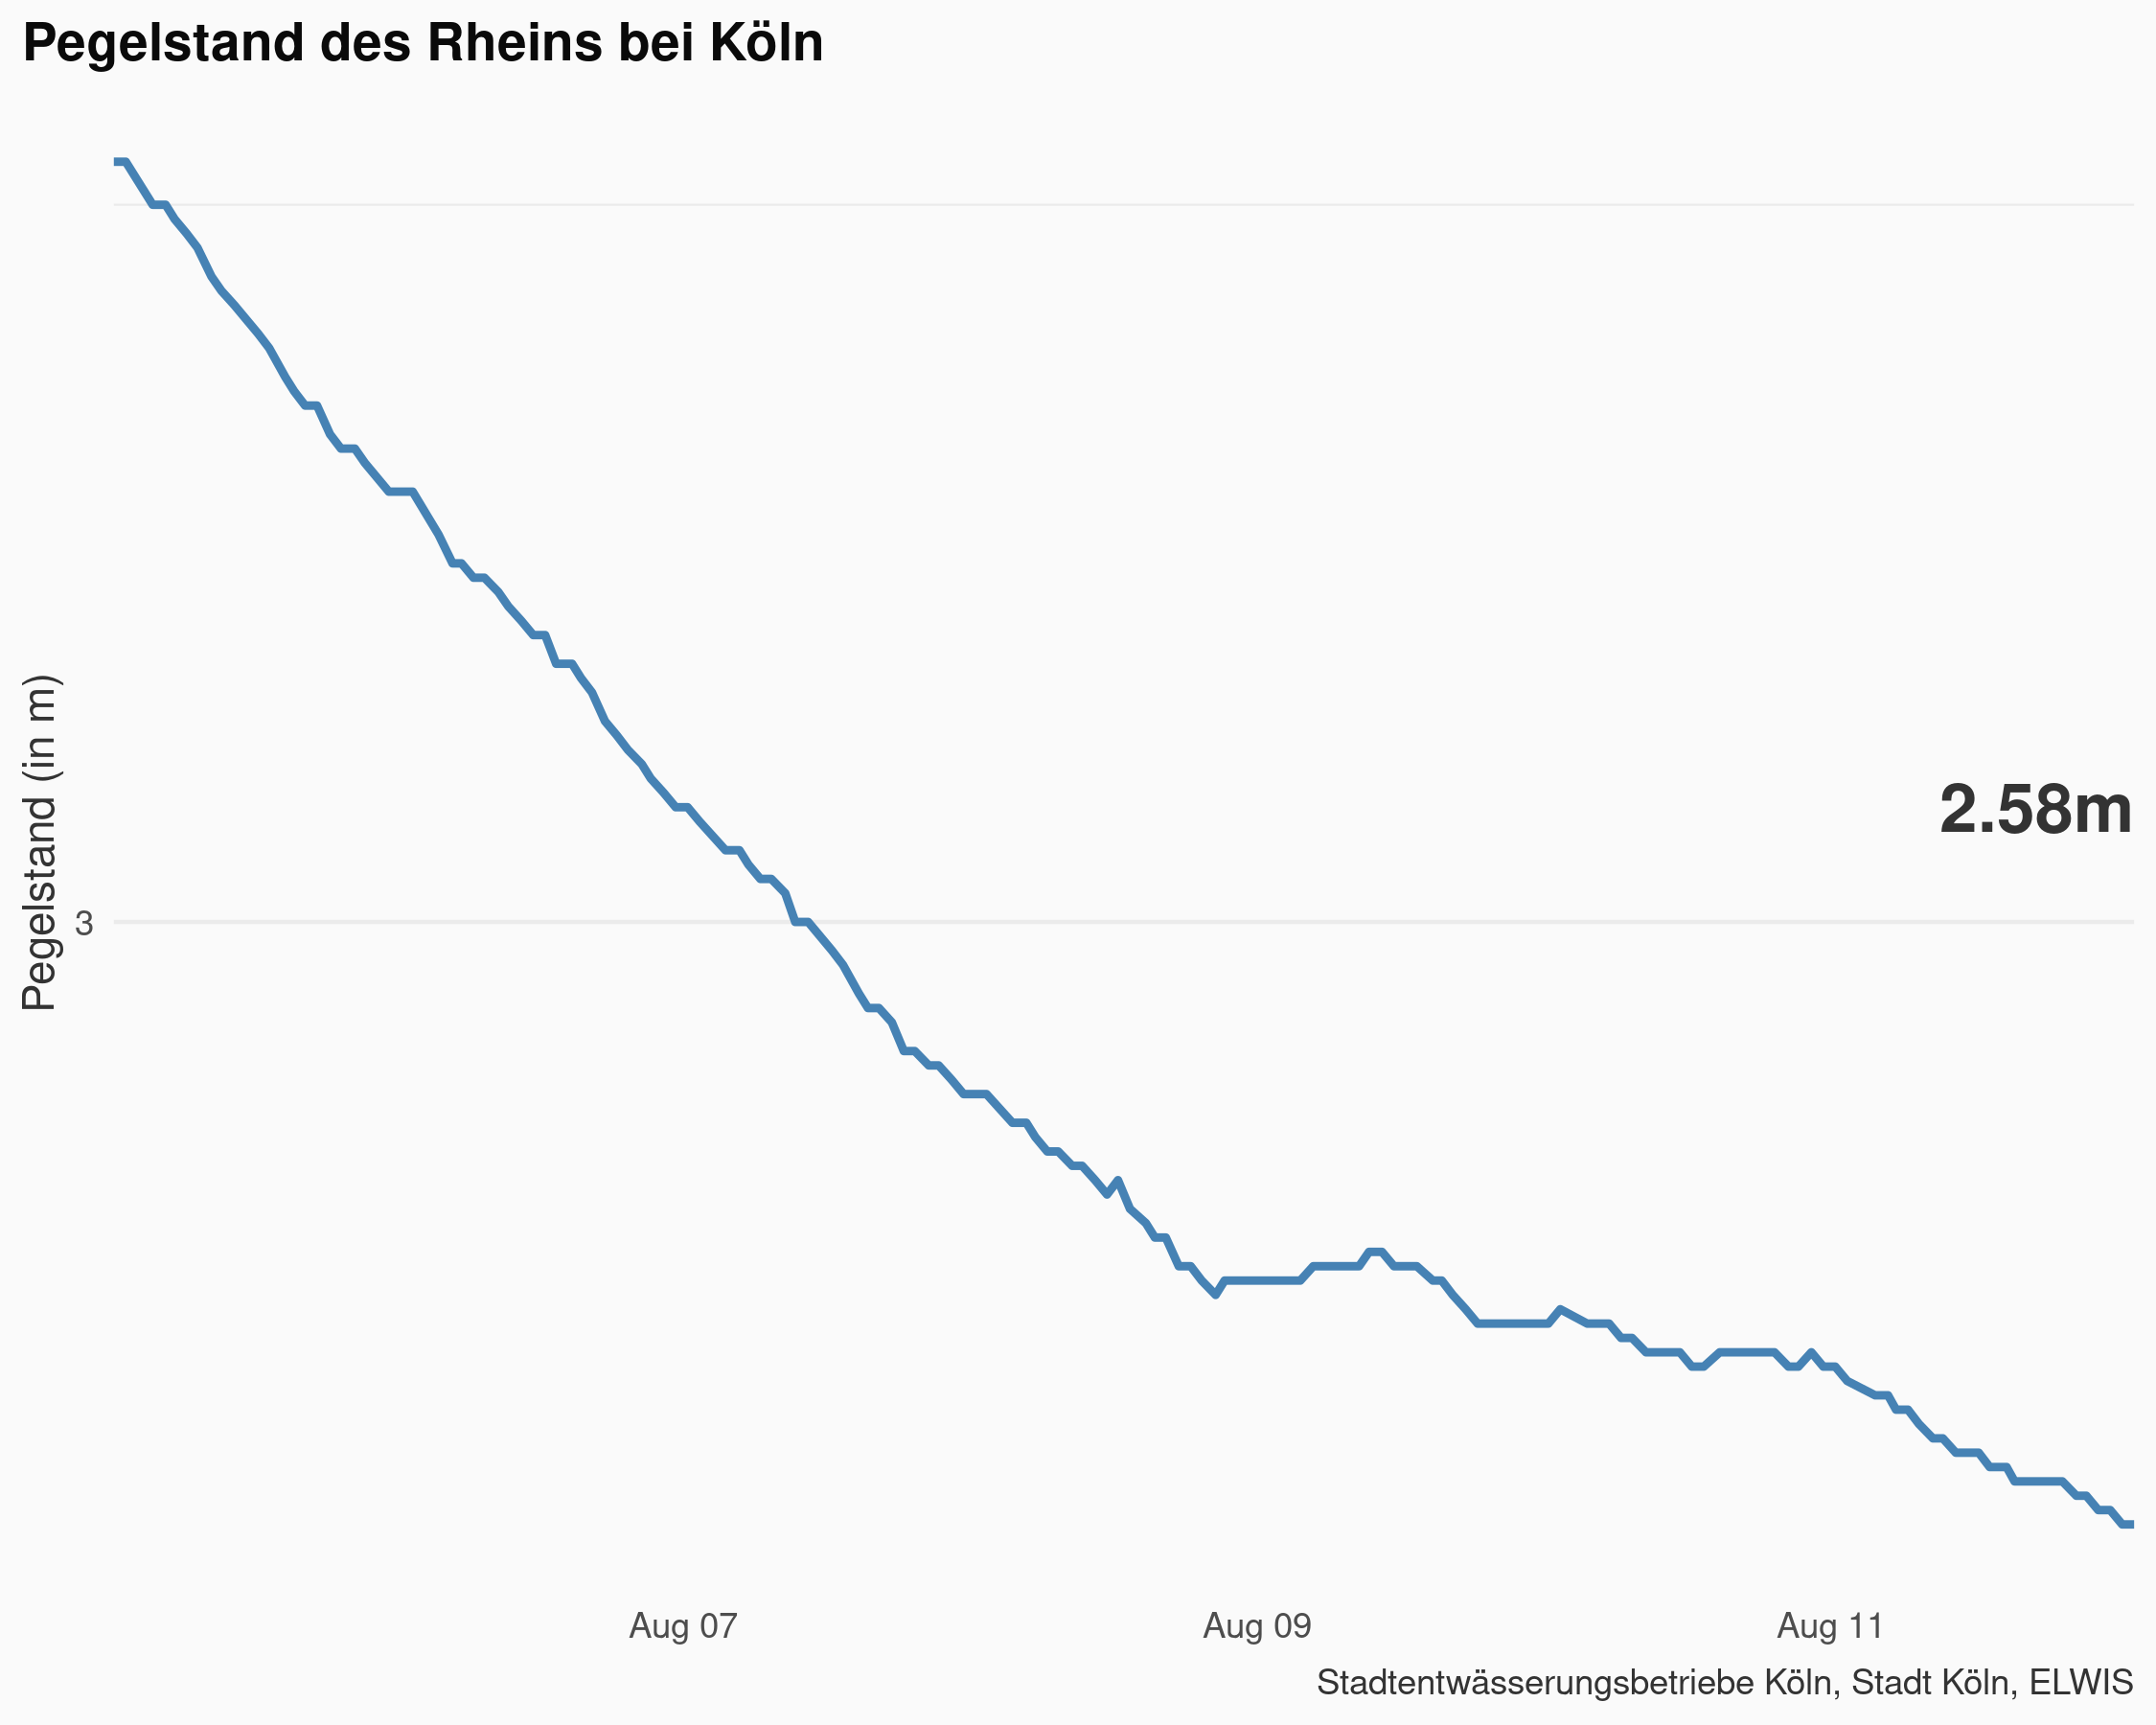 Pegelstand des Rheins bei Köln
Pegelstand (in m)
2.58m
3
Aug 07
Aug 09
Aug 11
Stadtentwässerungsbetriebe Köln, Stadt Köln, ELWIS